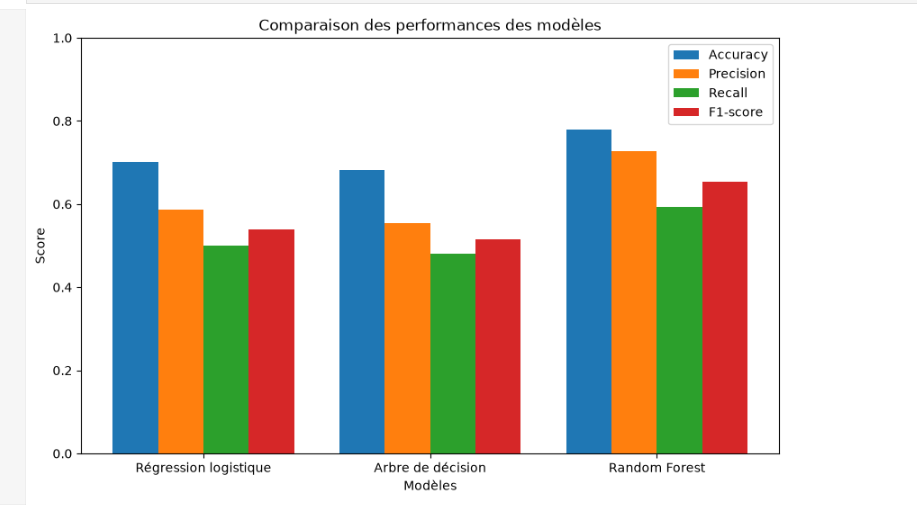 Comparaison des performances des modèles
1.0
0.8
0.6
0.4
0.2
0.0
Score
Accuracy
Precision
Recall
F1-score
Régression logistique
Arbre de décision
Random Forest
Modèles